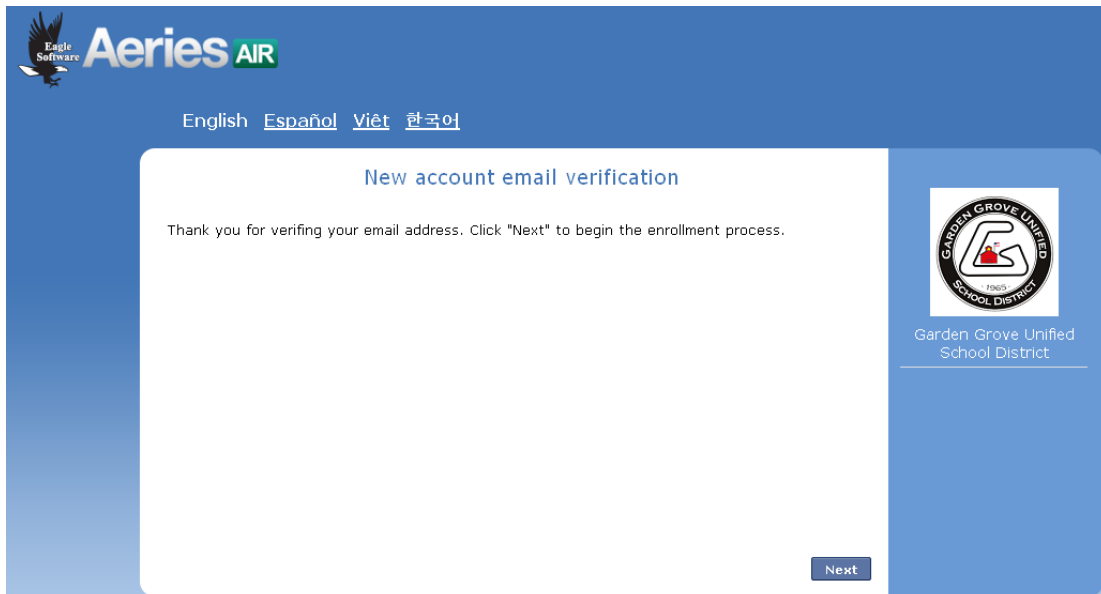 Eagle
Software
Aeries AIR
English Español Viêt 한국어
New account email verification
Thank you for verifing your email address. Click "Next" to begin the enrollment process.
GARDEN GROVE UNIFIED
SCHOOL DISTRICT
- 1965 -
Garden Grove Unified
School District
Next